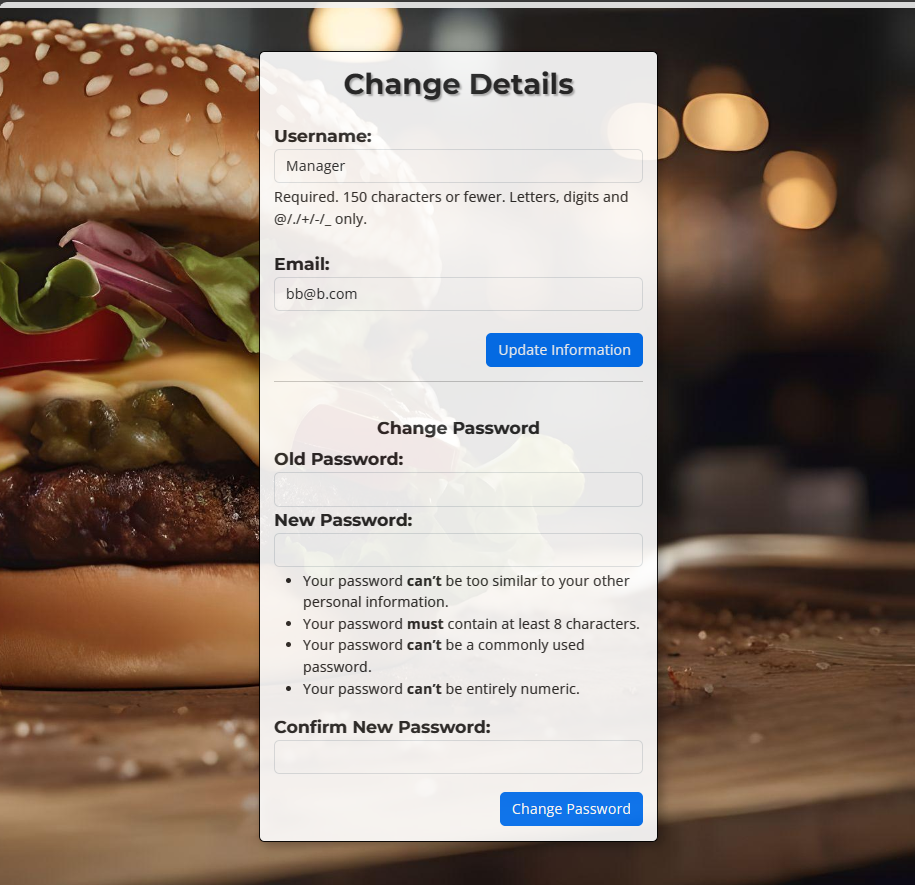 Change Details
Username:
Manager
Required. 150 characters or fewer. Letters, digits and
@/./+/-/_ only.
Email:
bb@b.com
Update Information
Change Password
Old Password:
New Password:
• Your password can’t be too similar to your other
personal information.
• Your password must contain at least 8 characters.
• Your password can’t be a commonly used
password.
• Your password can’t be entirely numeric.
Confirm New Password:
Change Password